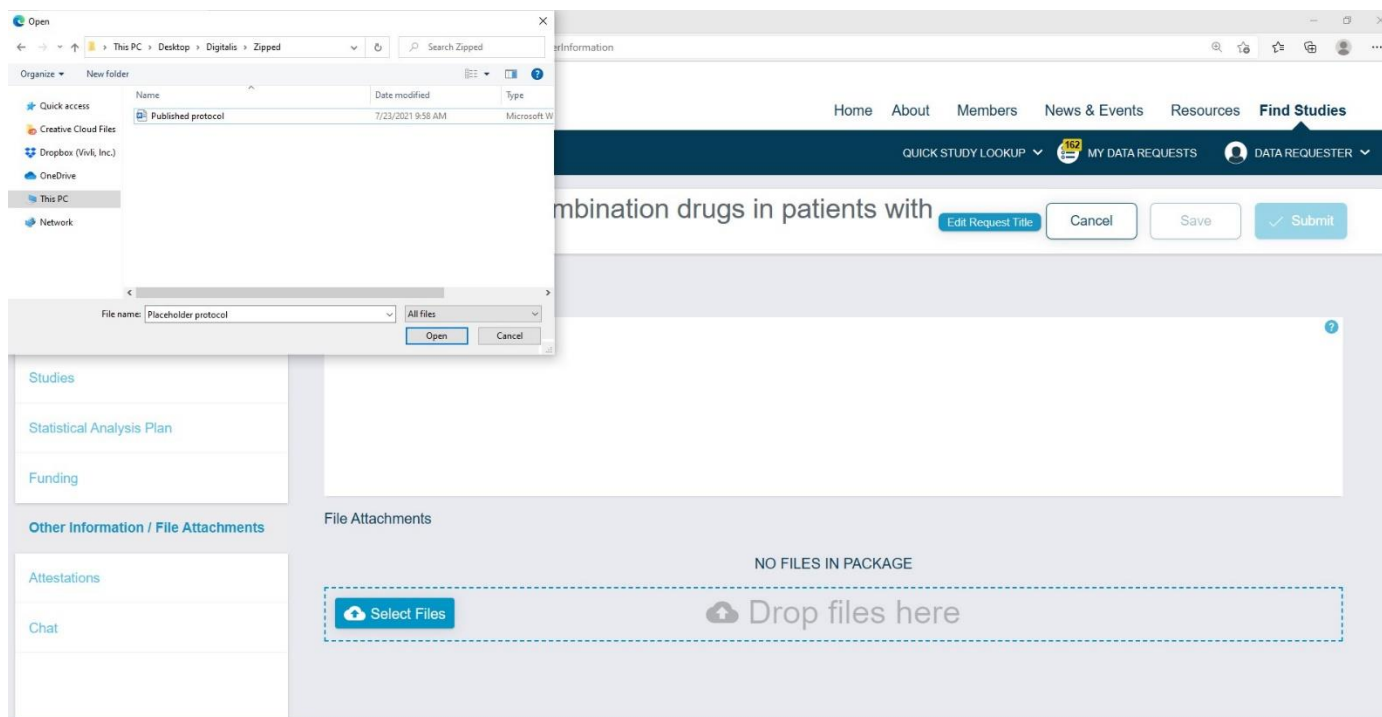 Open
This PC > Desktop > Digitalis > Zipped
Search Zipped
erInformation
Organize
New folder
Name
Date modified
Type
Quick access
Published protocol
7/23/2021 9:58 AM
Microsoft W
Creative Cloud Files
Dropbox (Vivli, Inc.)
OneDrive
This PC
Network
File name: Placeholder protocol
All files
Open
Cancel
Home
About
Members
News & Events
Resources
Find Studies
QUICK STUDY LOOKUP
162
MY DATA REQUESTS
DATA REQUESTER
mbination drugs in patients with
Edit Request Title
Cancel
Save
Submit
?
Studies
Statistical Analysis Plan
Funding
Other Information / File Attachments
Attestations
Chat
File Attachments
NO FILES IN PACKAGE
Select Files
Drop files here